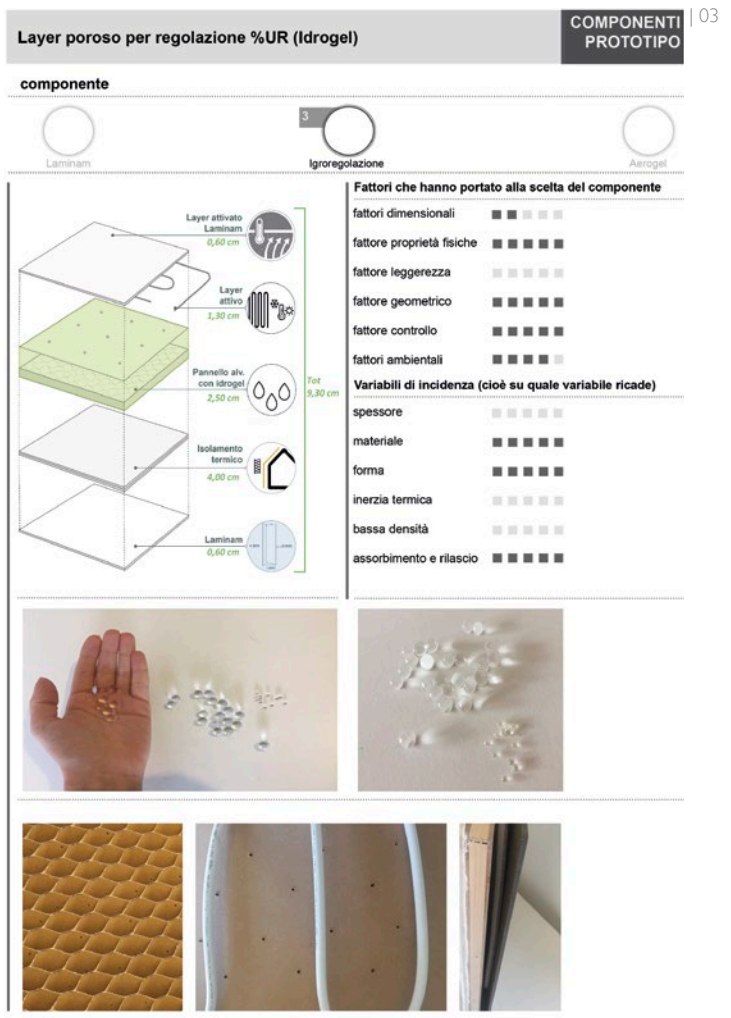 | 03
COMPONENTI
PROTOTIPO
Layer poroso per regolazione %UR (Idrogel)
componente
3
Laminam
Igroregolazione
Aerogel
Layer attivato
Laminam
0,60 cm
Layer
attivo
1,30 cm
Pannello alv.
con idrogel
2,50 cm
Isolamento
termico
4,00 cm
Laminam
0,60 cm
Tot
9,30 cm
Fattori che hanno portato alla scelta del componente
fattori dimensionali
fattore proprietà fisiche
fattore leggerezza
fattore geometrico
fattore controllo
fattori ambientali
Variabili di incidenza (cioè su quale variabile ricade)
spessore
materiale
forma
inerzia termica
bassa densità
assorbimento e rilascio